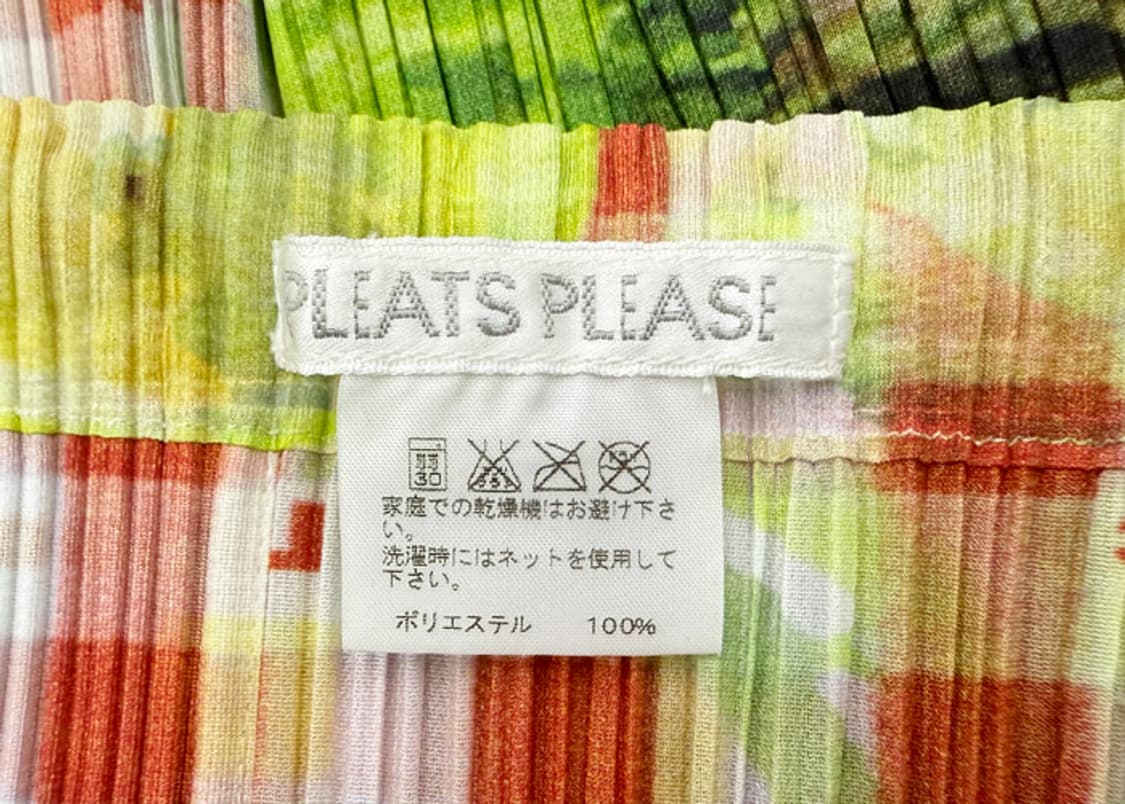 PLEATS PLEASE
弱
30
家庭での乾燥機はお避け下さ
い。
洗濯時にはネットを使用して
下さい。
ポリエステル 100%